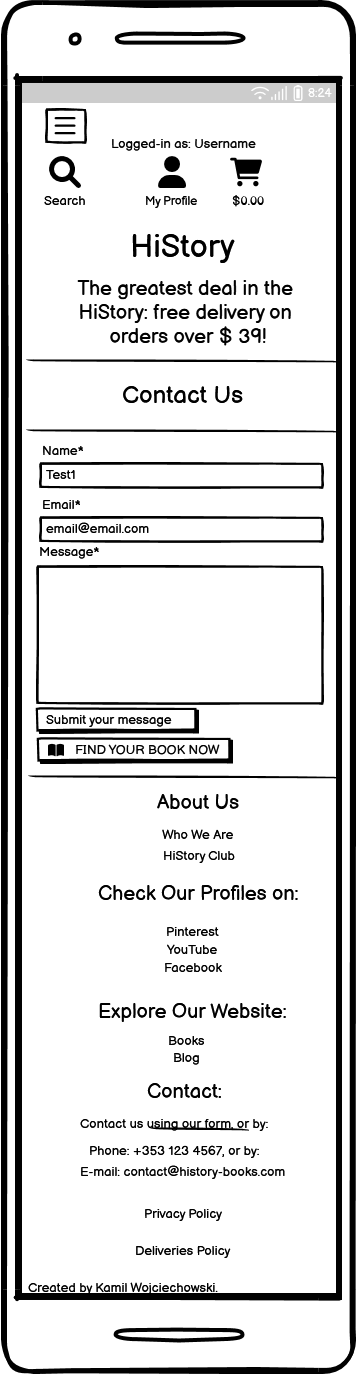 8:24
Logged-in as: Username
Search
My Profile
$0.00
HiStory
The greatest deal in the
HiStory: free delivery on
orders over $ 39!
Contact Us
Name*
Test1
Email*
email@email.com
Message*
Submit your message
FIND YOUR BOOK NOW
About Us
Who We Are
HiStory Club
Check Our Profiles on:
Pinterest
YouTube
Facebook
Explore Our Website:
Books
Blog
Contact:
Contact us using our form, or by:
Phone: +353 123 4567, or by:
E-mail: contact@history-books.com
Privacy Policy
Deliveries Policy
Created by Kamil Wojciechowski.